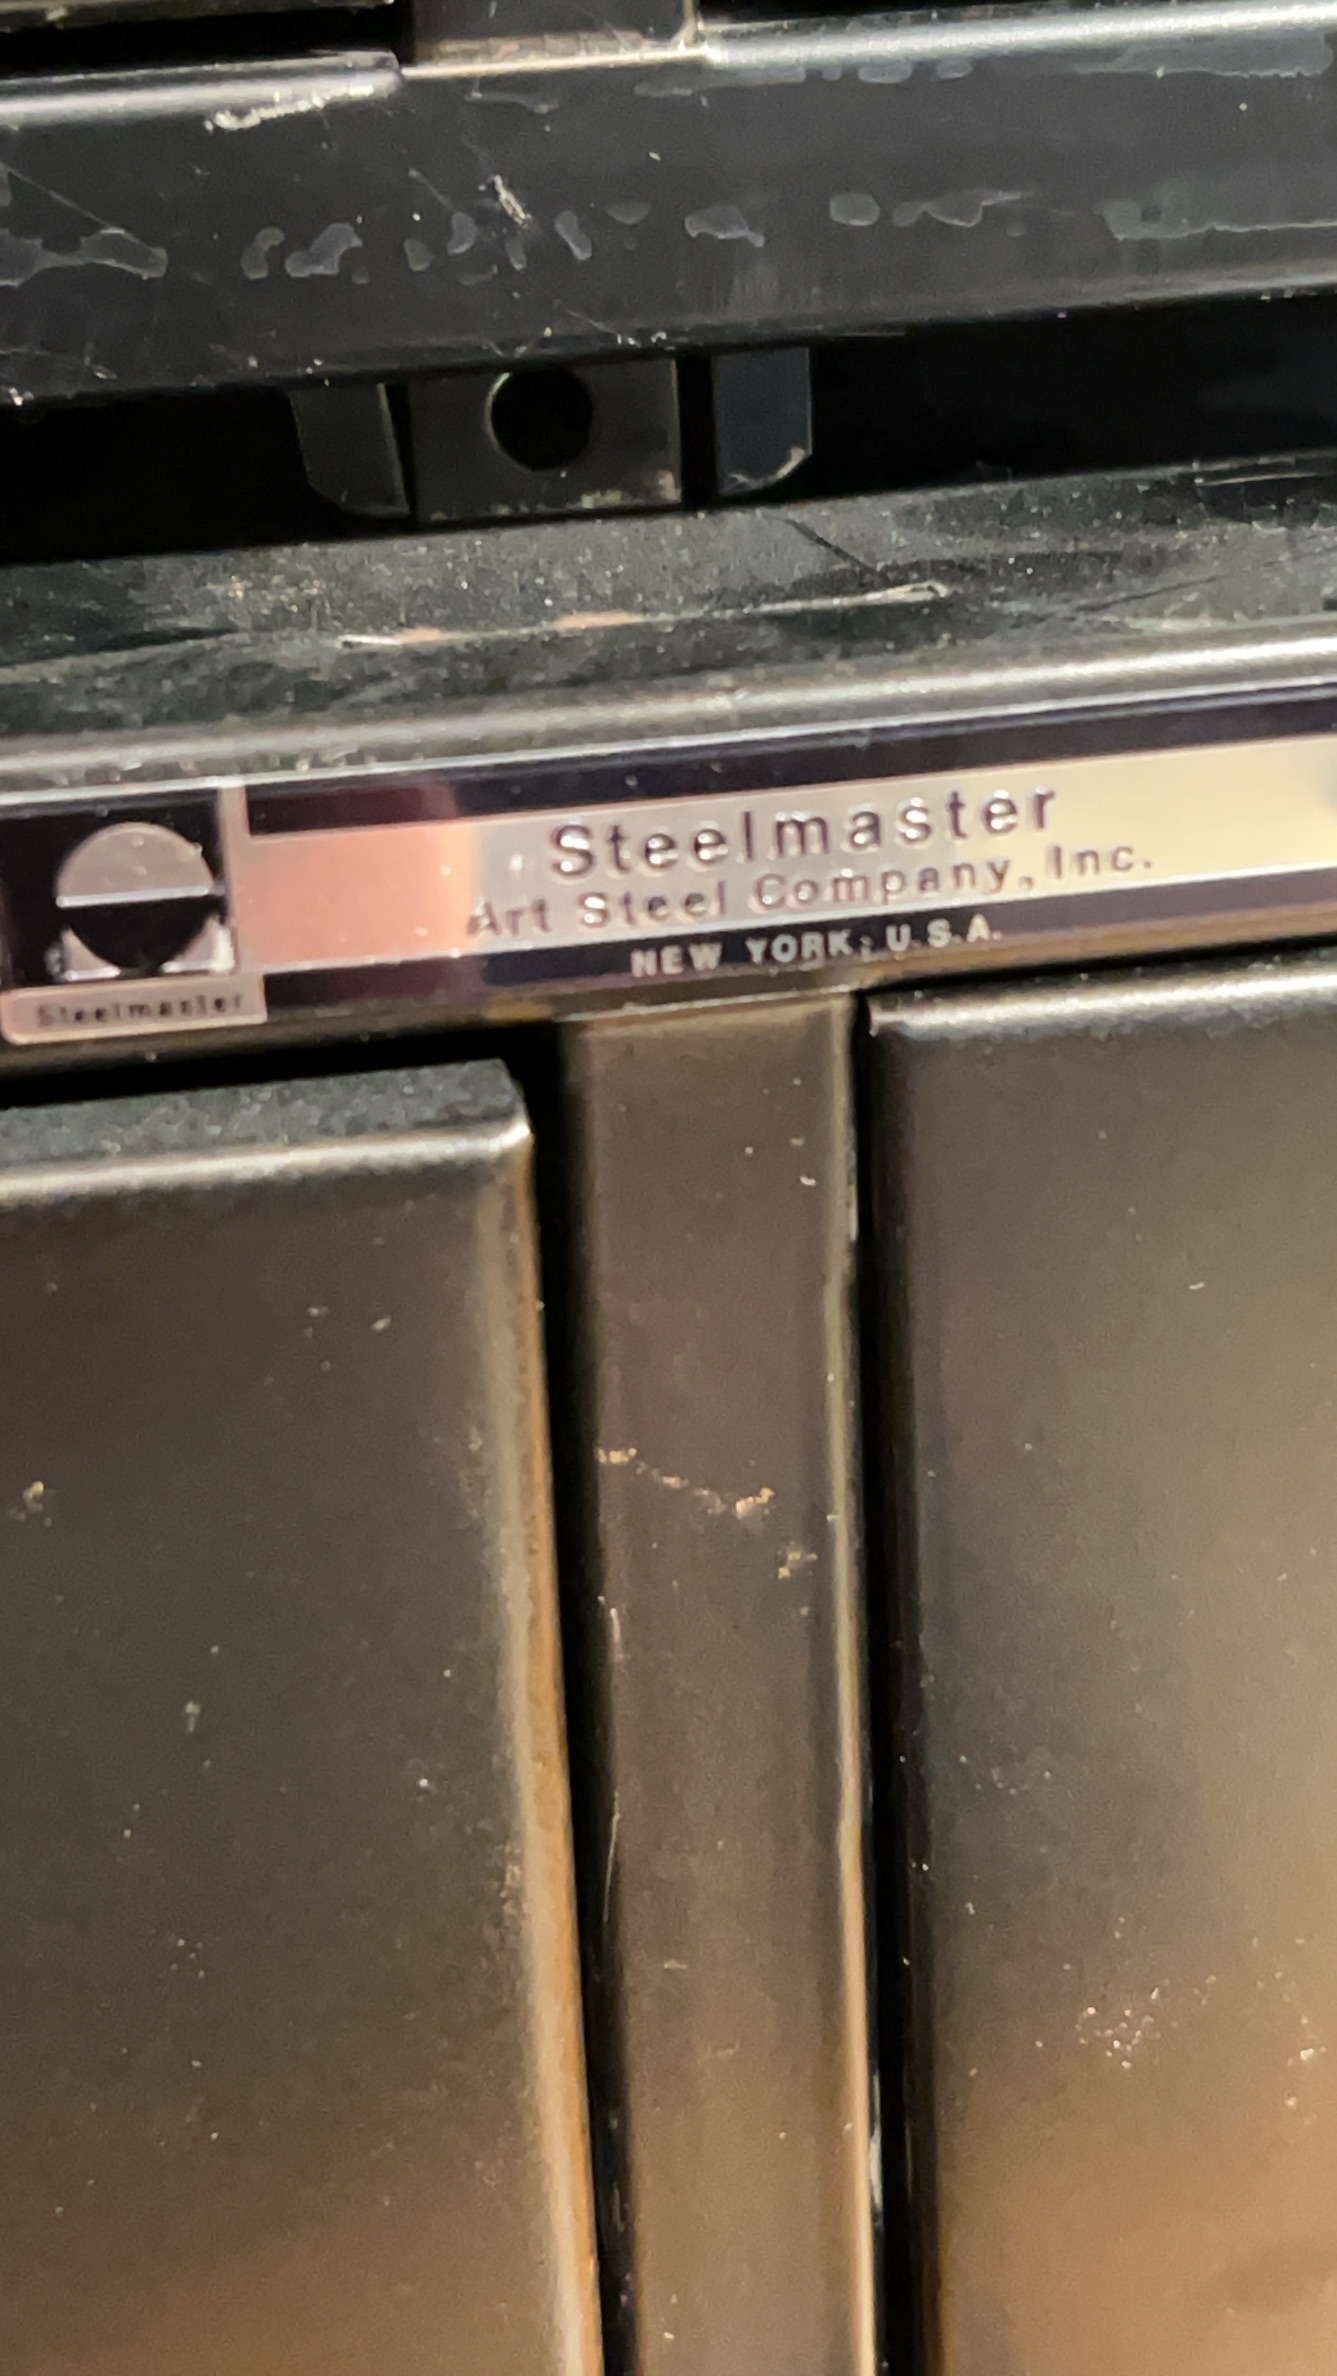 Steelmaster
Art Steel Company, Inc.
NEW YORK, U.S.A.
Steelmaster